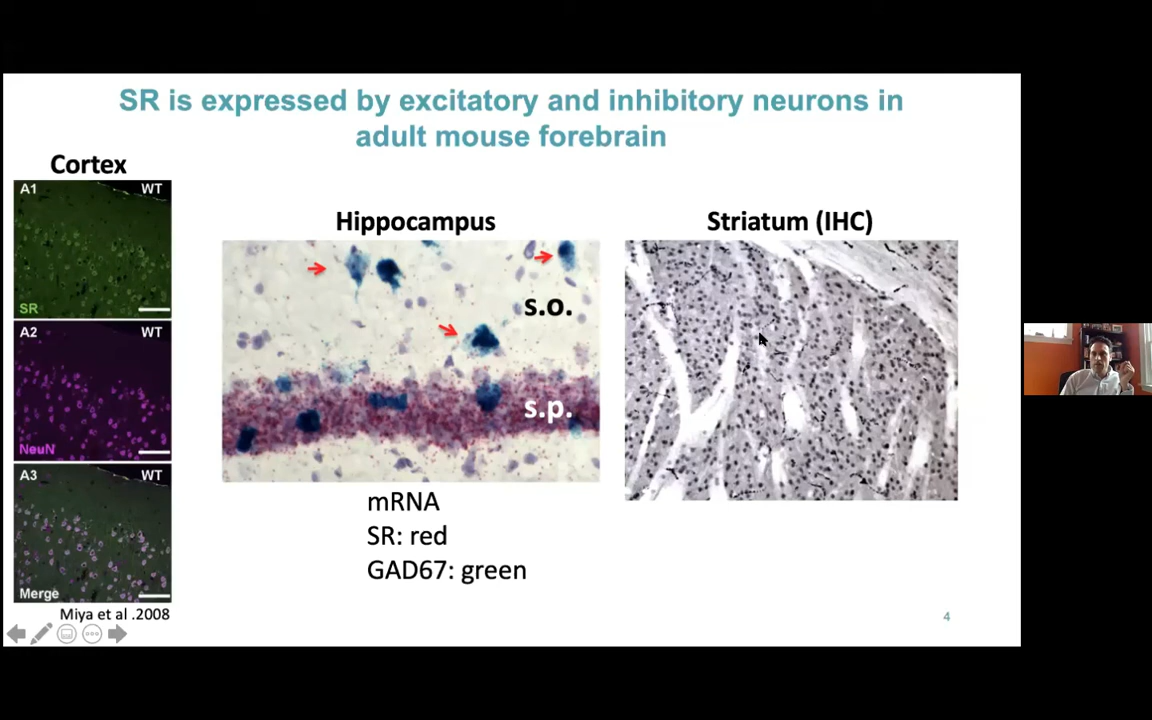 SR is expressed by excitatory and inhibitory neurons in
adult mouse forebrain
Cortex
A1 WT
SR
A2 WT
NeuN
A3 WT
Merge
Miya et al .2008
Hippocampus
s.o.
s.p.
mRNA
SR: red
GAD67: green
Striatum (IHC)
4